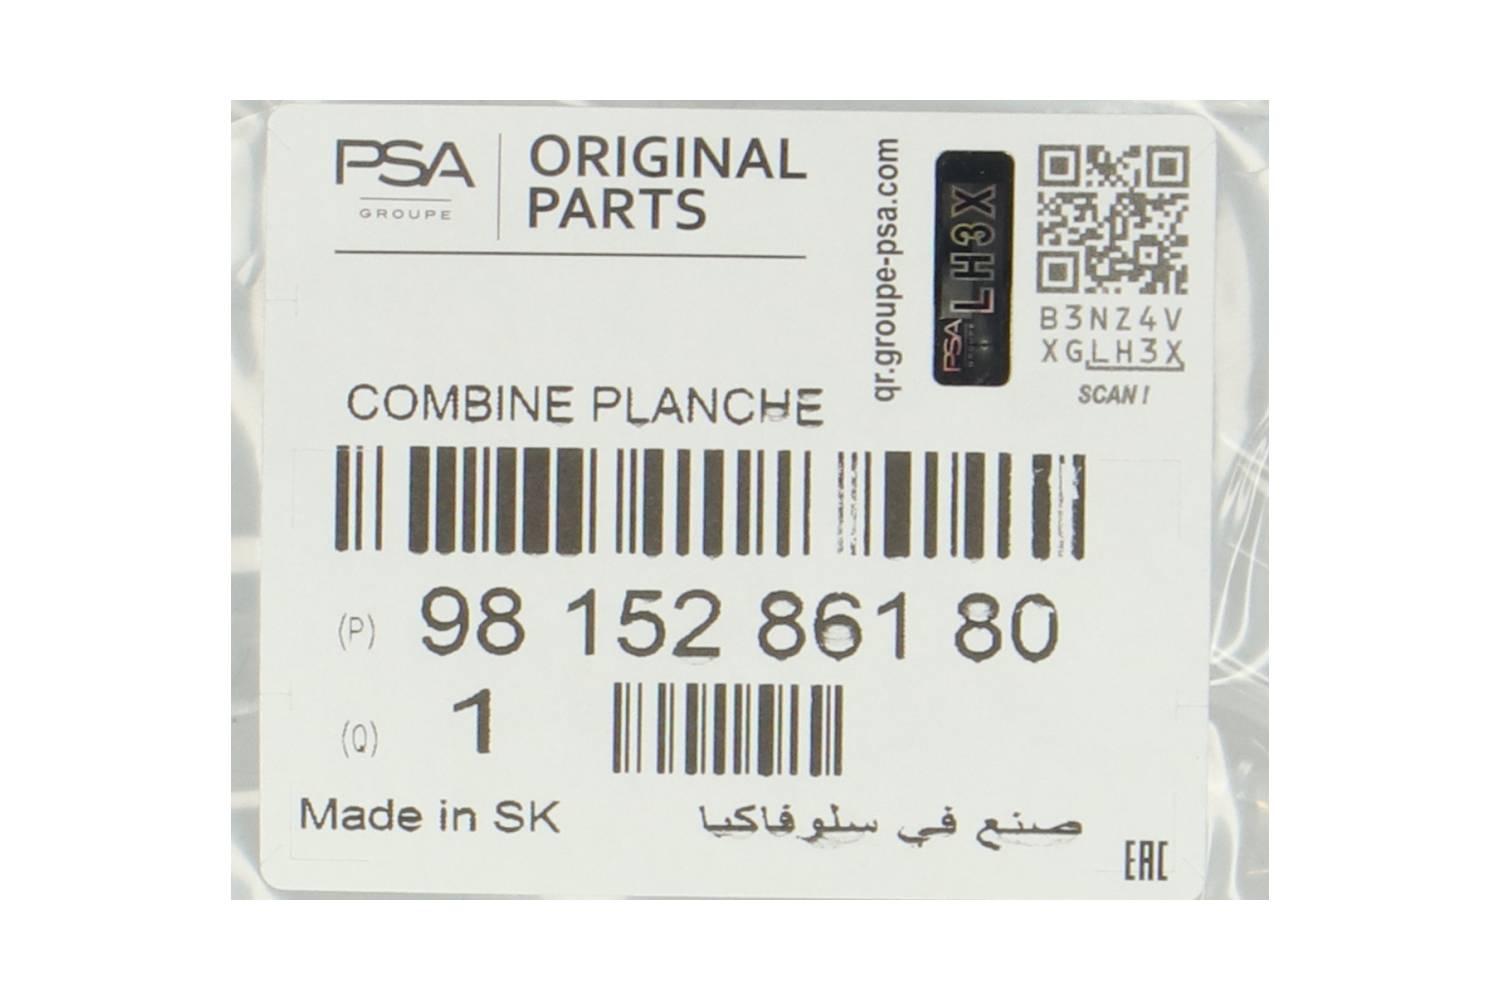 PSA
GROUPE
ORIGINAL
PARTS
qr.groupe-psa.com
LH3X
PSA
GROUPE
B3NZ4V
XGLH3X
SCAN!
COMBINE PLANCHE
(P) 98 152 861 80
(Q) 1
Made in SK
صنع في سلوفاكيا
EAC